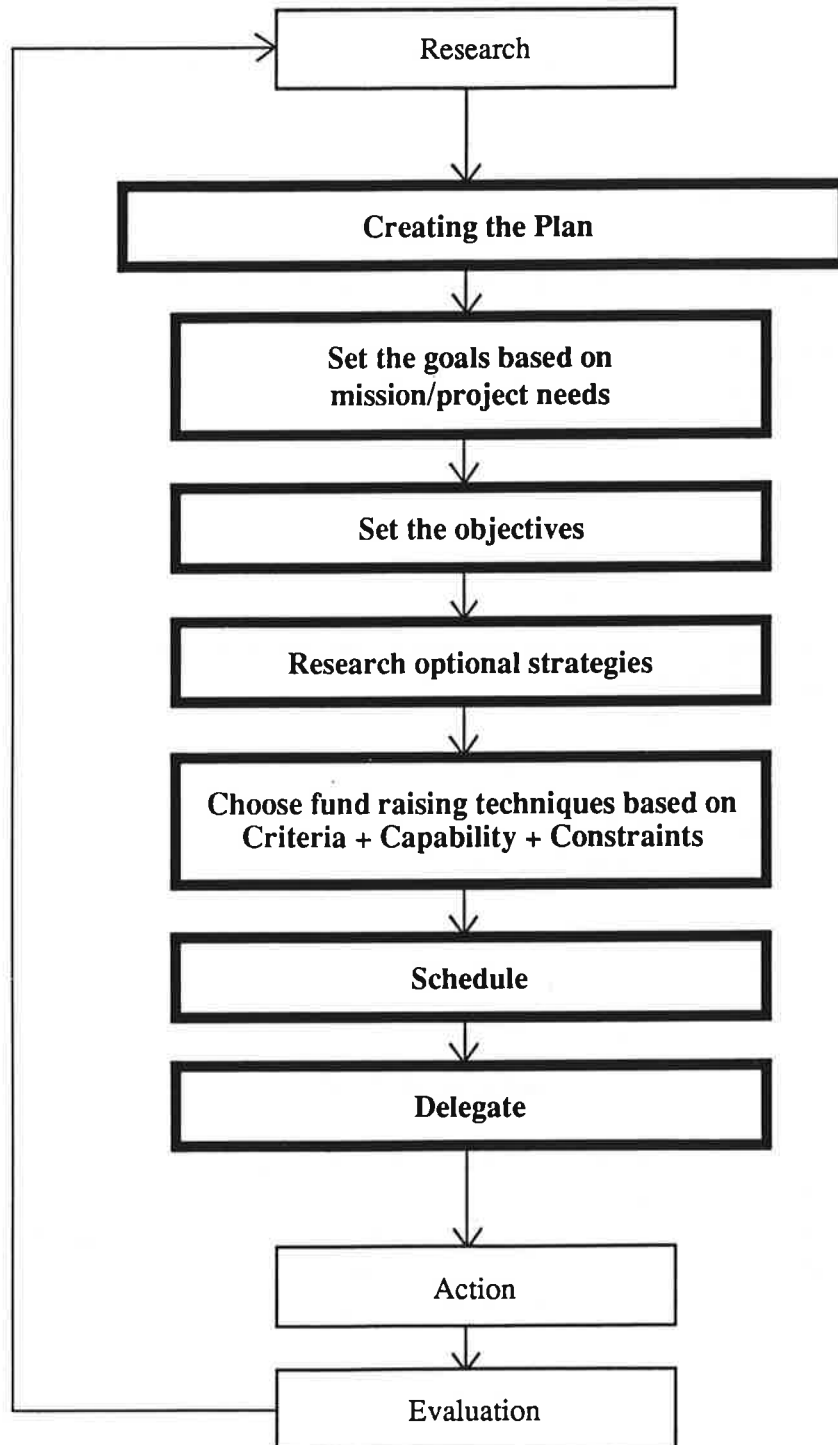 Research
Creating the Plan
Set the goals based on
mission/project needs
Set the objectives
Research optional strategies
Choose fund raising techniques based on
Criteria + Capability + Constraints
Schedule
Delegate
Action
Evaluation